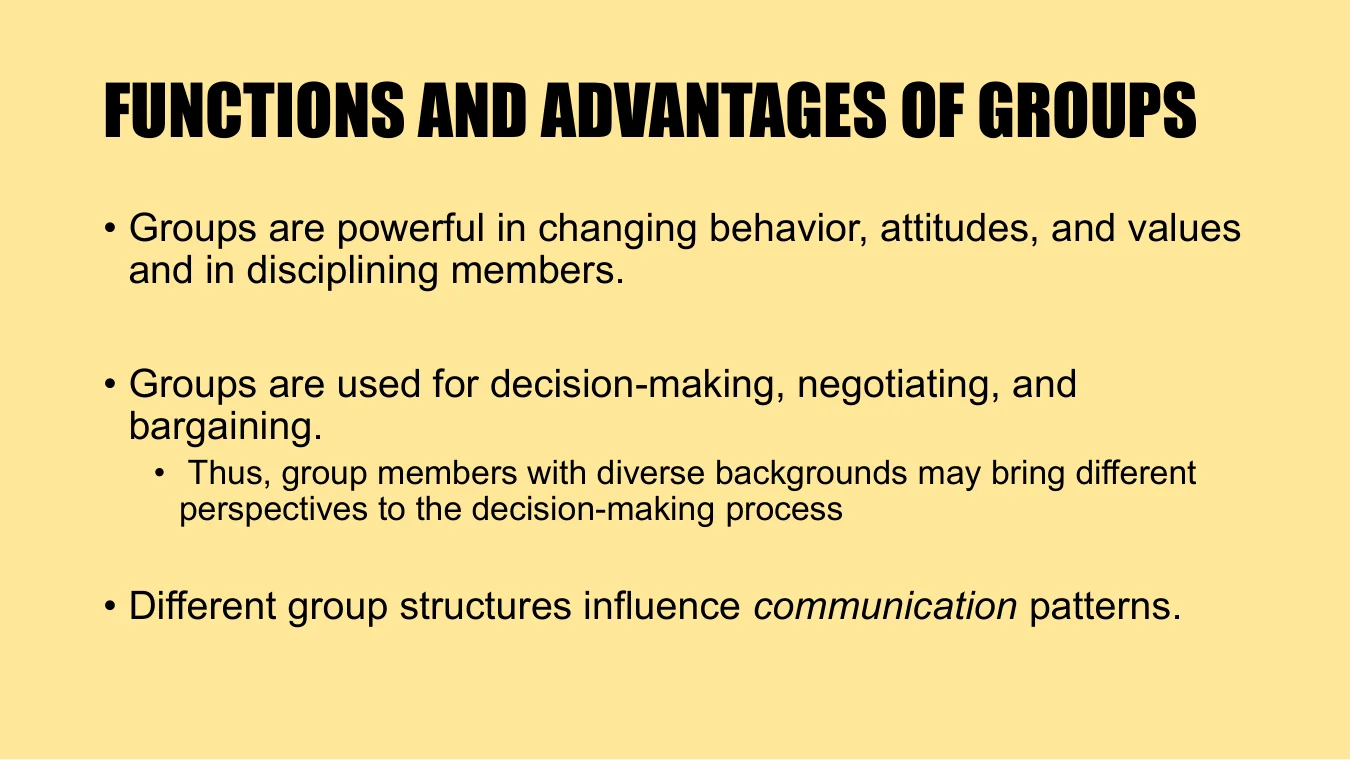 FUNCTIONS AND ADVANTAGES OF GROUPS
• Groups are powerful in changing behavior, attitudes, and values
and in disciplining members.
• Groups are used for decision-making, negotiating, and
bargaining.
• Thus, group members with diverse backgrounds may bring different
perspectives to the decision-making process
• Different group structures influence communication patterns.